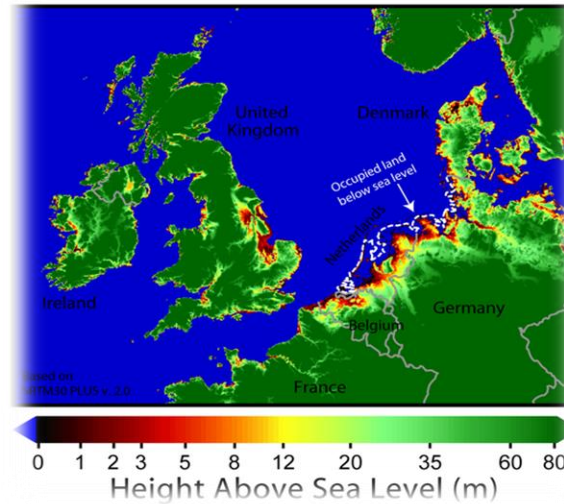 United
Kingdom
Denmark
Occupied land
below sea level
Netherlands
Ireland
Germany
Belgium
France
Based on
NITM30 PLUS v. 2.0
0 1 2 3 5 8 12 20 35 60 80
Height Above Sea Level (m)